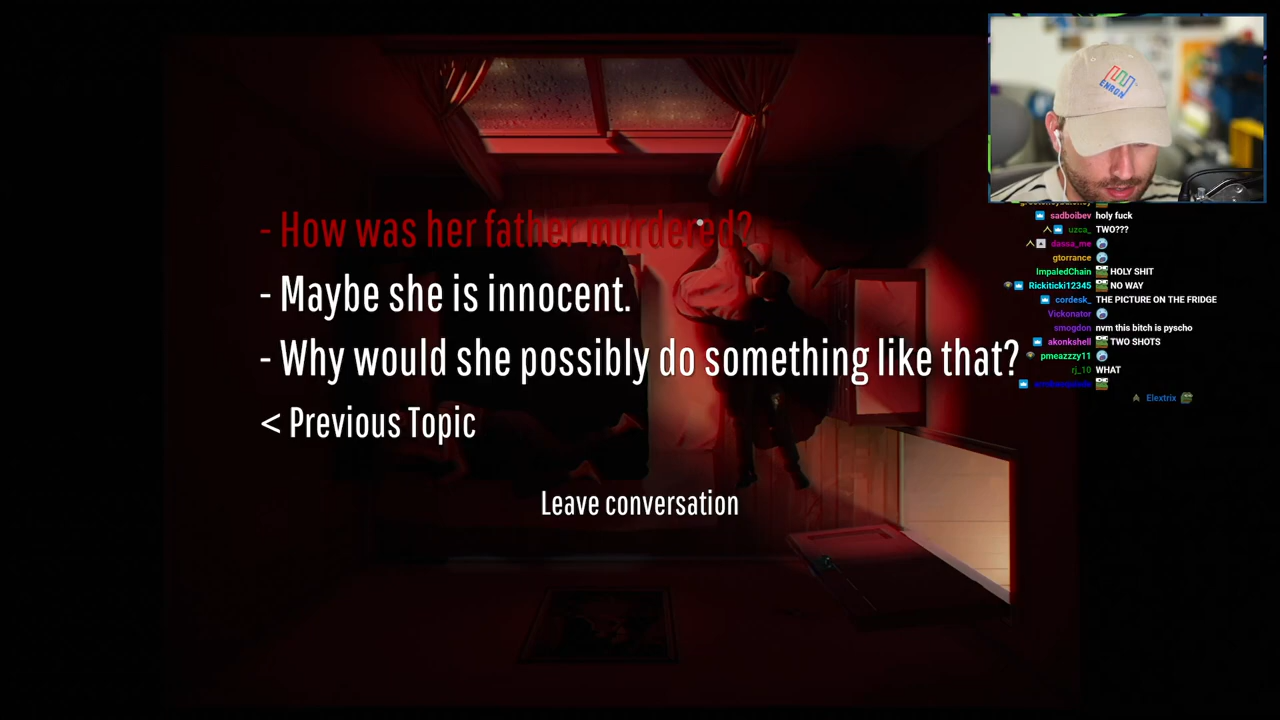 - How was her father murdered?
- Maybe she is innocent.
- Why would she possibly do something like that?
< Previous Topic
Leave conversation
ENRON
sadboibev holy fuck
uzca_ TWO???
dassa_me
gtorrance
ImpaledChain HOLY SHIT
Rickiticki12345 NO WAY
cordesk_ THE PICTURE ON THE FRIDGE
Vickonator
smogdon nvm this bitch is pyscho
akonkshell TWO SHOTS
pmeazzzy11
rj_10 WHAT
Elextrix